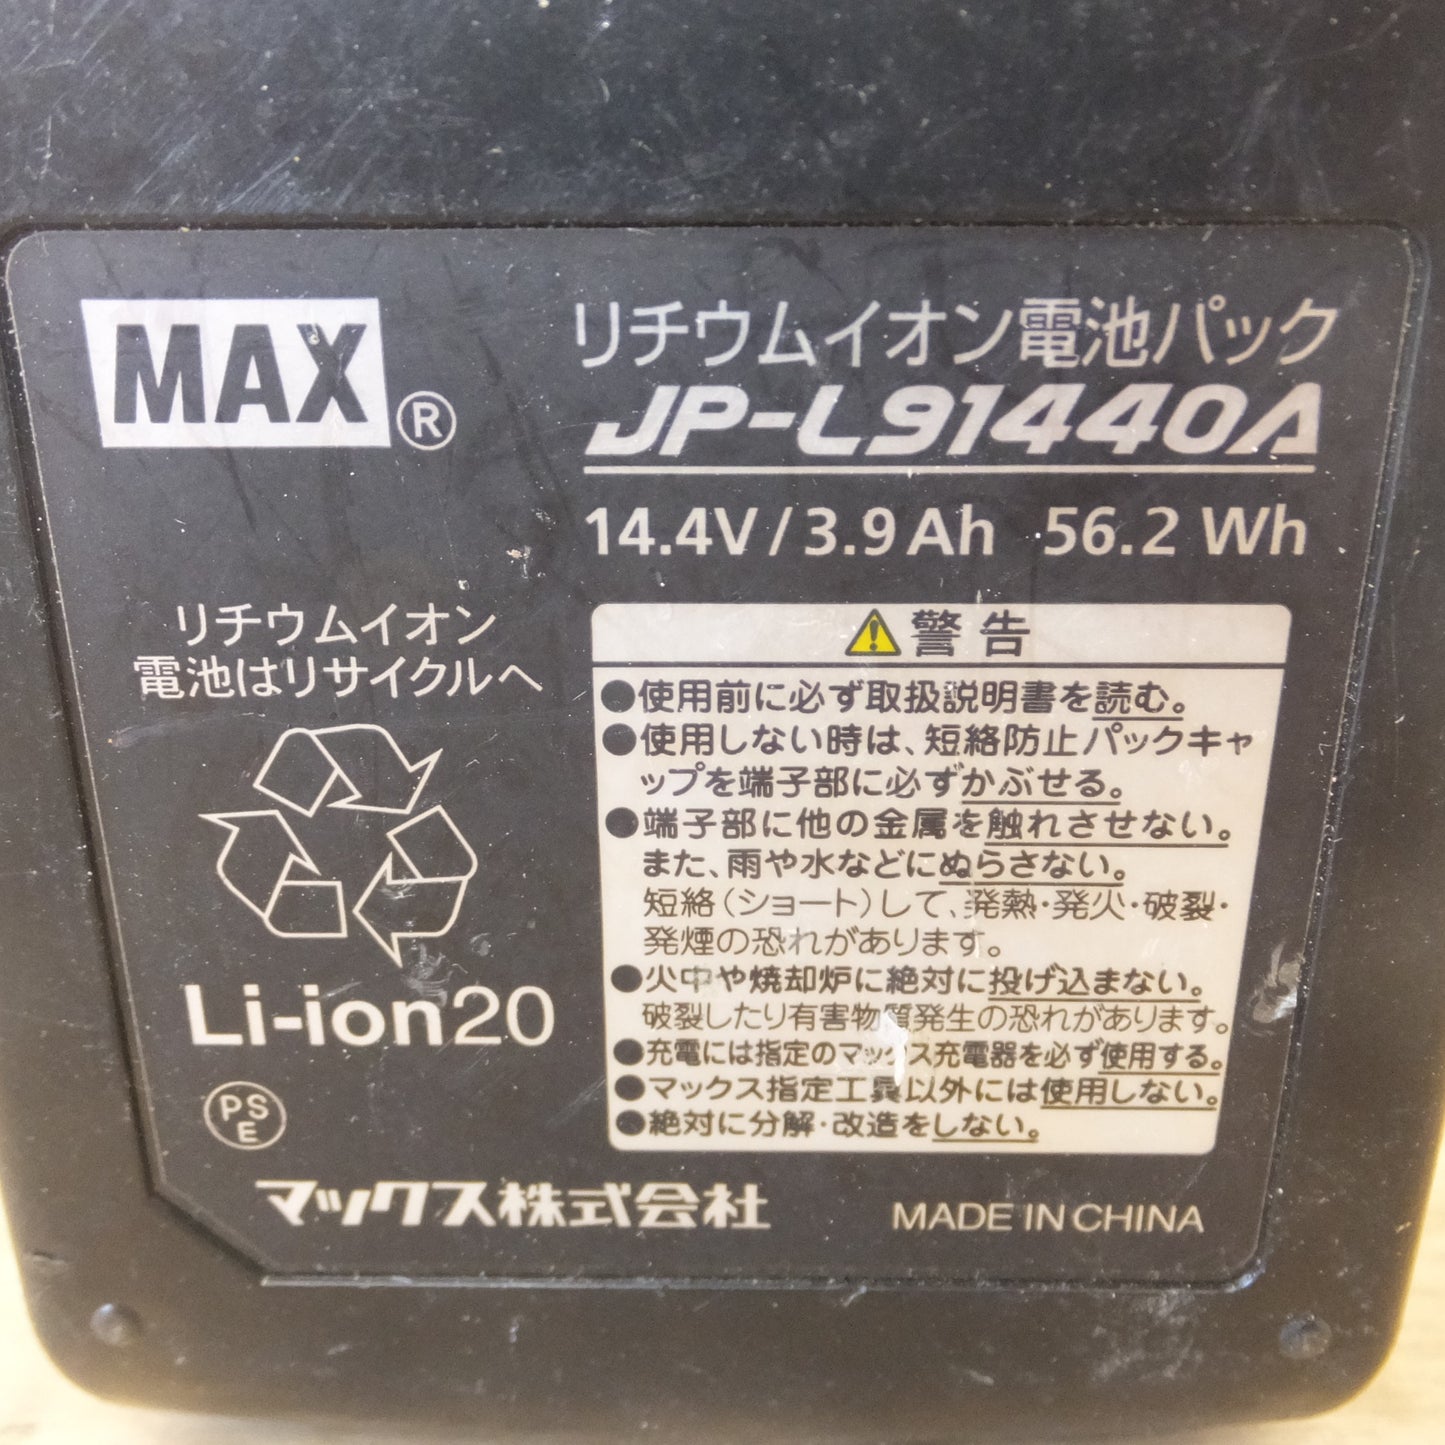 MAX®
リチウムイオン電池パック
JP-L91440A
14.4V/3.9Ah 56.2 Wh
リチウムイオン
電池はリサイクルへ
Li-ion20
PS
E
警告
●使用前に必ず取扱説明書を読む。
●使用しない時は、短絡防止パックキャ
ップを端子部に必ずかぶせる。
●端子部に他の金属を触れさせない。
また、雨や水などにぬらさない。
短絡(ショート)して、発熱・発火・破裂・
発煙の恐れがあります。
●火中や焼却炉に絶対に投げ込まない。
破裂したり有害物質発生の恐れがあります。
●充電には指定のマックス充電器を必ず使用する。
●マックス指定工具以外には使用しない。
●絶対に分解・改造をしない。
マックス株式会社
MADE IN CHINA